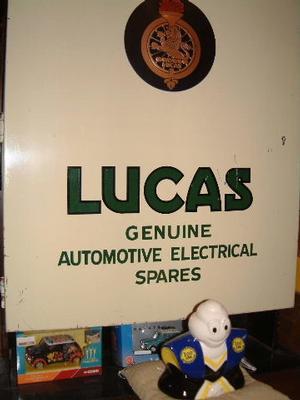 LUCAS
GENUINE
AUTOMOTIVE ELECTRICAL
SPARES